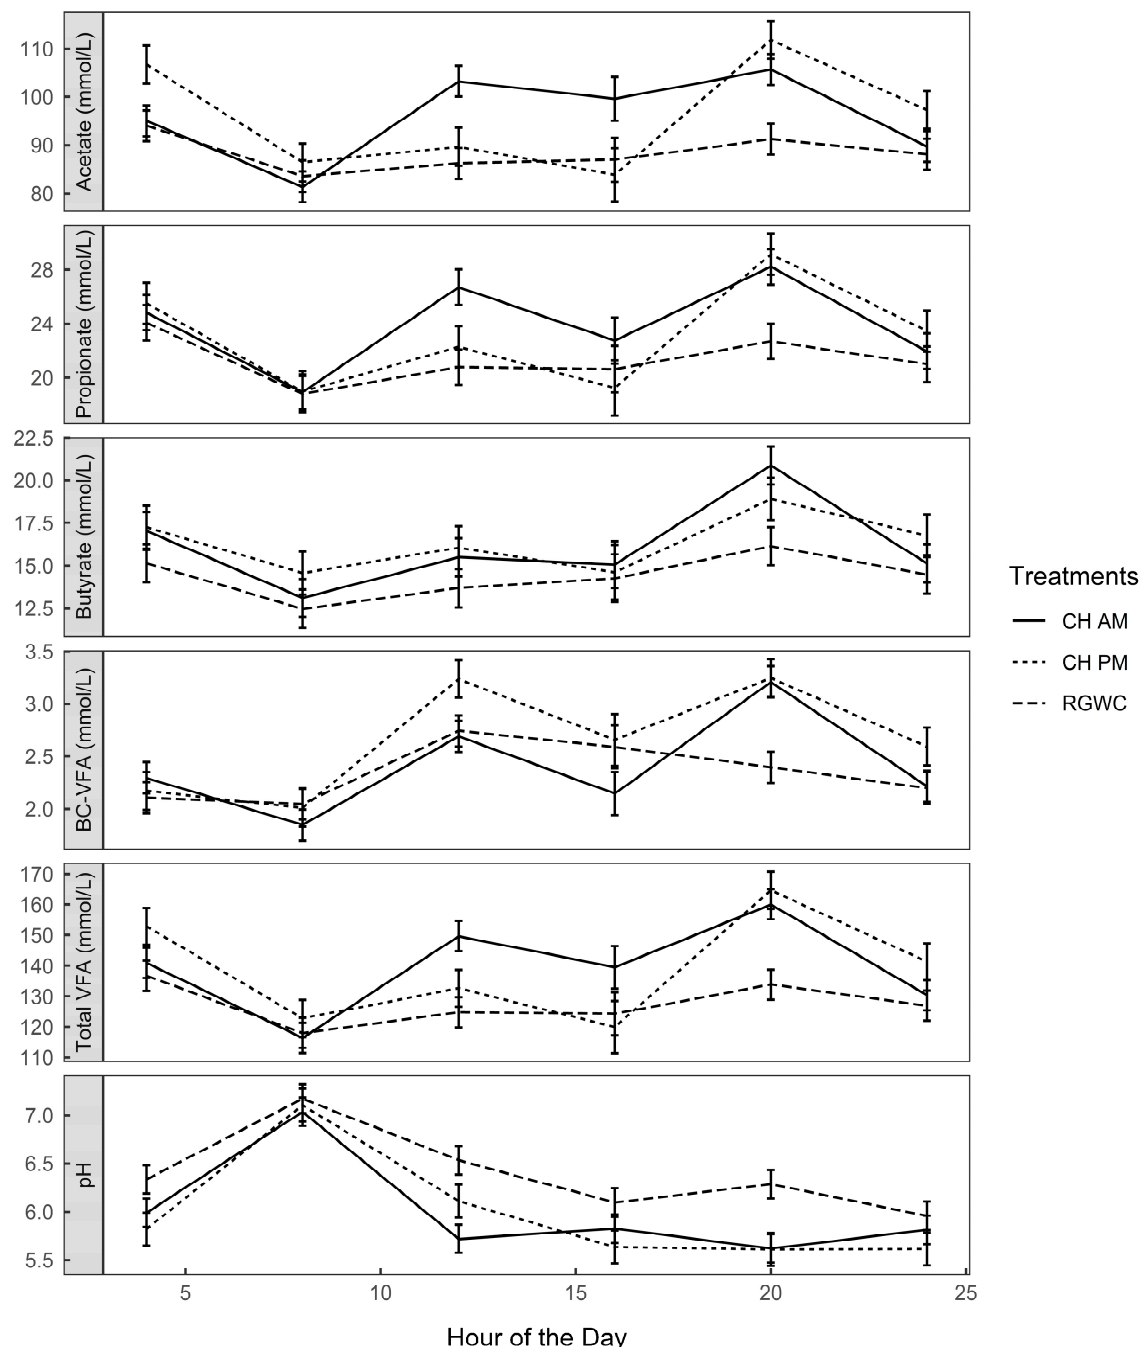 Acetate (mmol/L)
110
100
90
80
Propionate (mmol/L)
28
24
20
Butyrate (mmol/L)
22.5
20.0
17.5
15.0
12.5
BC-VFA (mmol/L)
3.5
3.0
2.5
2.0
Total VFA (mmol/L)
170
160
150
140
130
120
110
pH
7.0
6.5
6.0
5.5
5 10 15 20 25
Hour of the Day
Treatments
CH AM
CH PM
RGWC